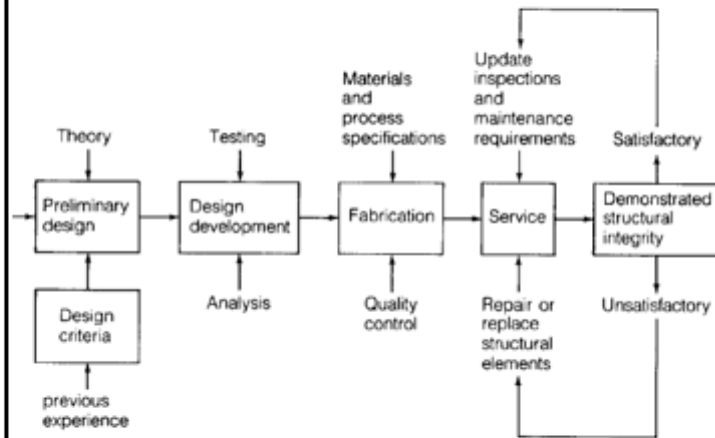 Update
inspections
and
maintenance
requirements
Materials
and
process
specifications
Theory
Testing
Satisfactory
Preliminary
design
Design
development
Fabrication
Service
Demonstrated
structural
integrity
Design
criteria
Analysis
Quality
control
Repair or
replace
structural
elements
Unsatisfactory
previous
experience